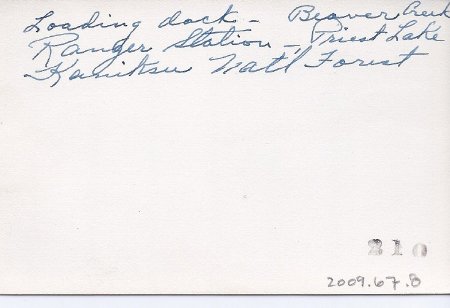 Loading dock - Beaver Creek
Ranger Station - Priest Lake
Kaniksu Nat'l Forest
210
2009.67.8